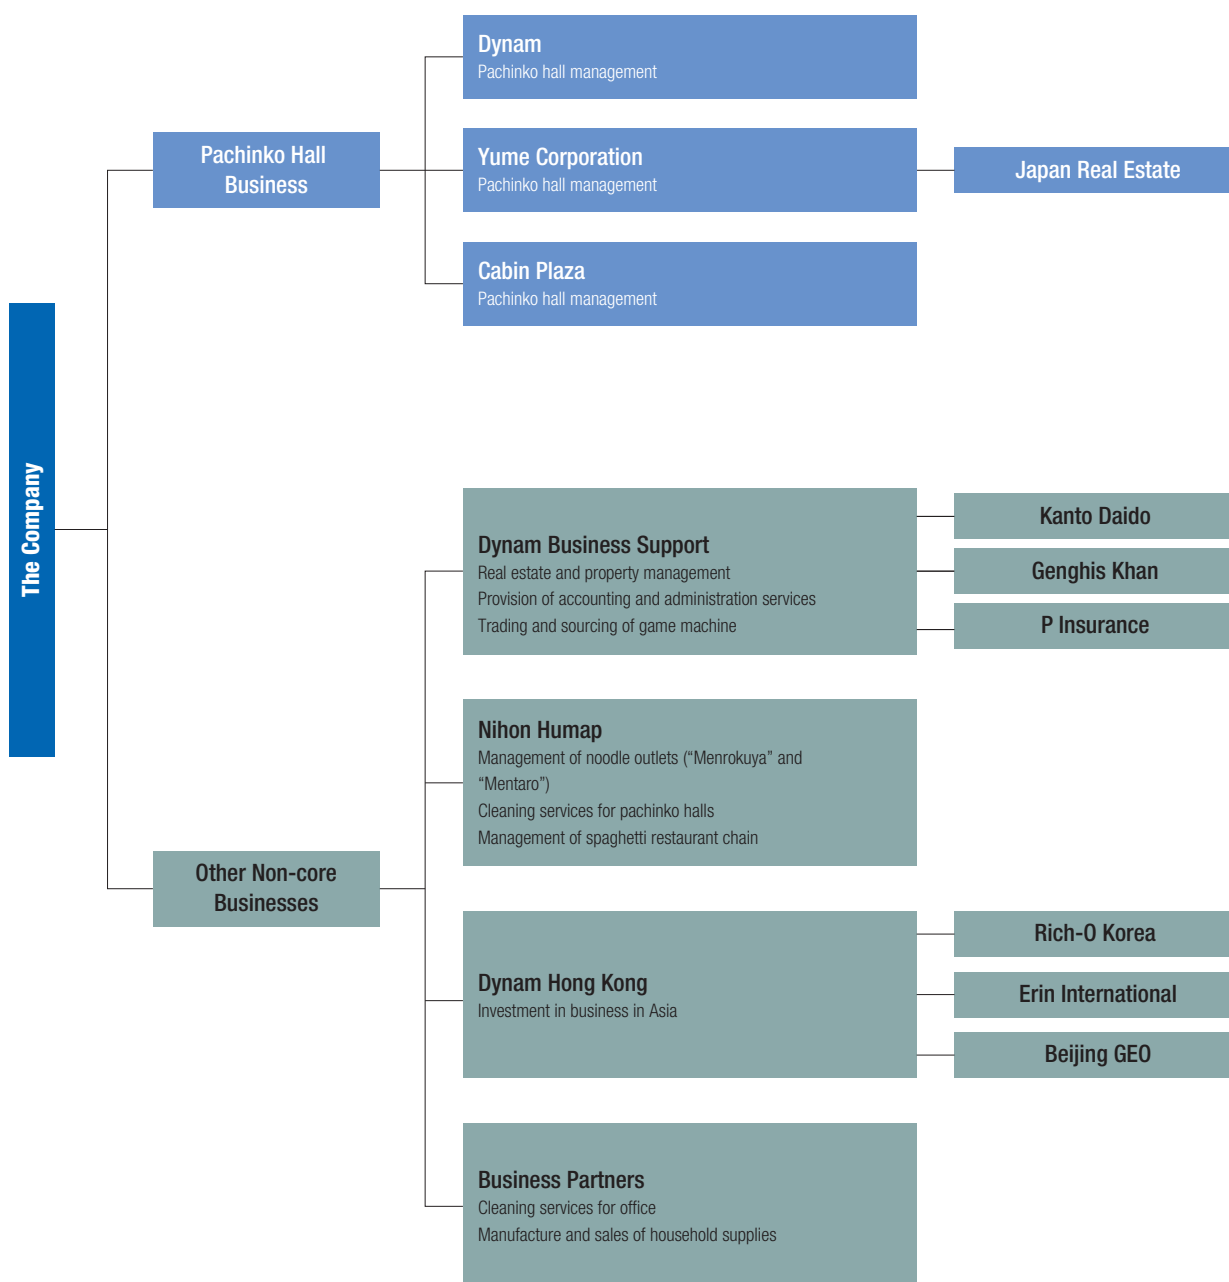 The Company
Pachinko Hall
Business
Dynam
Pachinko hall management
Yume Corporation
Pachinko hall management
Japan Real Estate
Cabin Plaza
Pachinko hall management
Other Non-core
Businesses
Dynam Business Support
Real estate and property management
Provision of accounting and administration services
Trading and sourcing of game machine
Kanto Daido
Genghis Khan
P Insurance
Nihon Humap
Management of noodle outlets (“Menrokuya” and
“Mentaro”)
Cleaning services for pachinko halls
Management of spaghetti restaurant chain
Dynam Hong Kong
Investment in business in Asia
Rich-O Korea
Erin International
Beijing GEO
Business Partners
Cleaning services for office
Manufacture and sales of household supplies